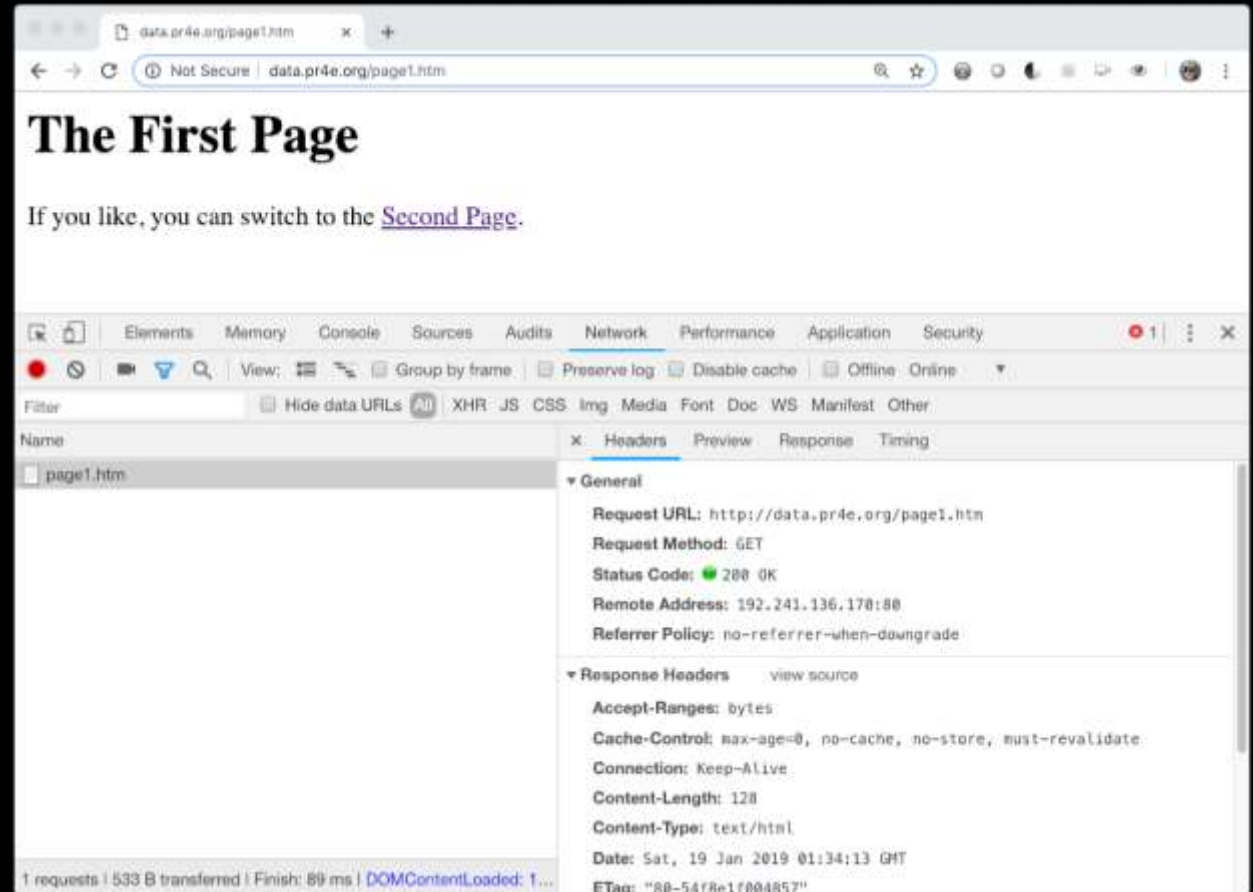 data.pr4e.org/page1.htm
Not Secure | data.pr4e.org/page1.htm
The First Page
If you like, you can switch to the Second Page.
Elements Memory Console Sources Audits Network Performance Application Security 1
View: Group by frame Preserve log Disable cache Offline Online
Filter Hide data URLs All XHR JS CSS Img Media Font Doc WS Manifest Other
Name
page1.htm
Headers Preview Response Timing
General
Request URL: http://data.pr4e.org/page1.htm
Request Method: GET
Status Code: 200 OK
Remote Address: 192.241.136.170:80
Referrer Policy: no-referrer-when-downgrade
Response Headers view source
Accept-Ranges: bytes
Cache-Control: max-age=0, no-cache, no-store, must-revalidate
Connection: Keep-Alive
Content-Length: 128
Content-Type: text/html
Date: Sat, 19 Jan 2019 01:34:13 GMT
ETag: "80-54f8e1f004857"
1 requests | 533 B transferred | Finish: 89 ms | DOMContentLoaded: 1...